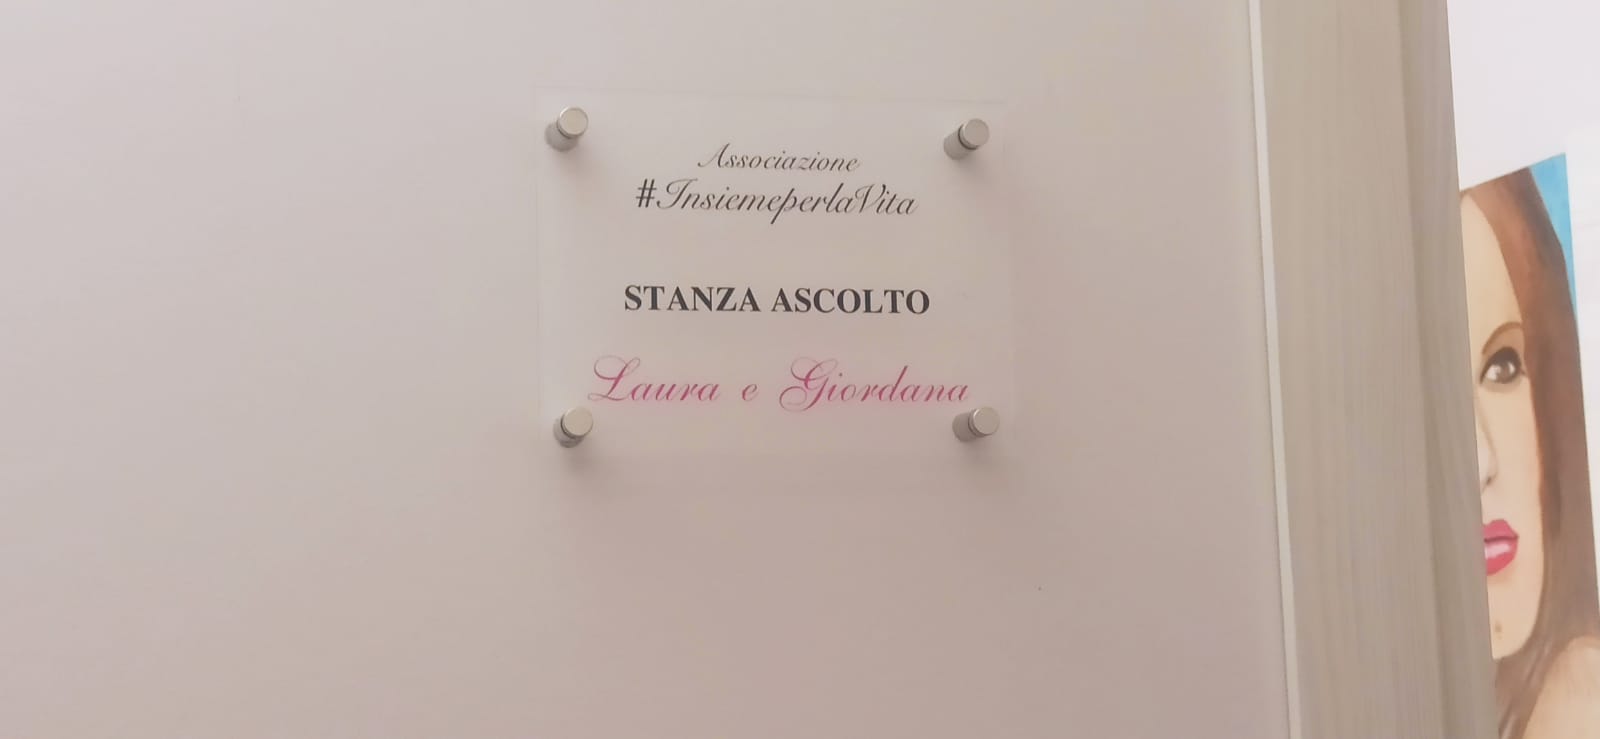 Associazione
#InsiemeperlaVita
STANZA ASCOLTO
Laura e Giordana